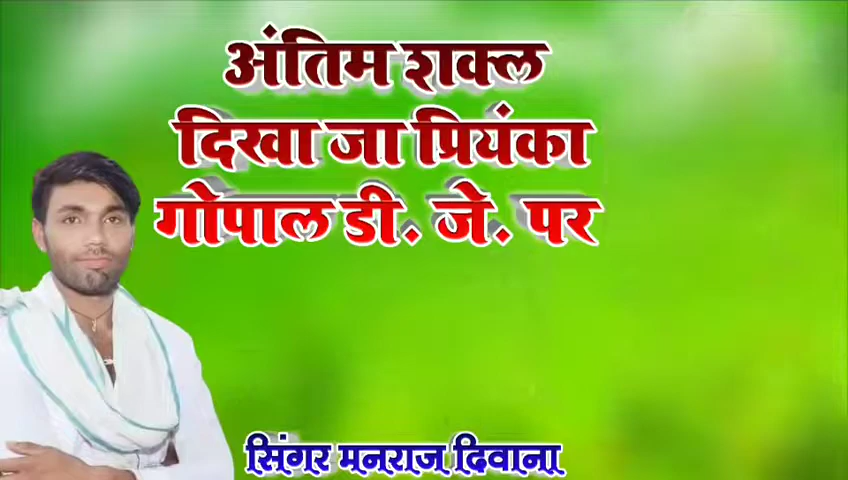 अंतिम शक्ल
दिखा जा प्रियंका
गोपाल डी. जे. पर
सिंगर मनराज दिवाना